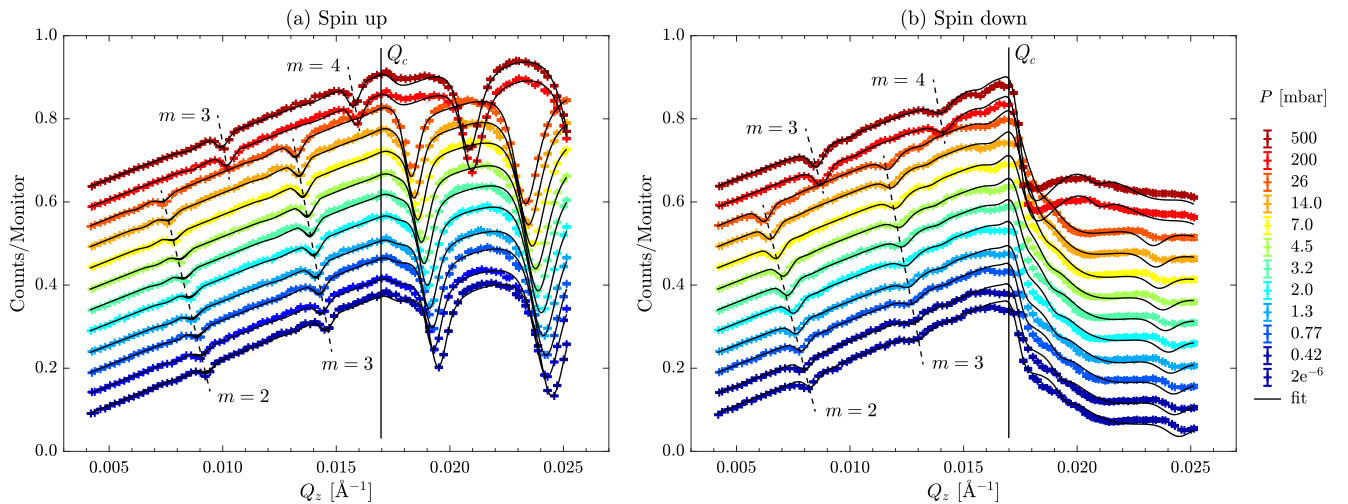 (a) Spin up
(b) Spin down
Counts/Monitor
1.0
0.8
0.6
0.4
0.2
0.0
m = 4
m = 3
Q_c
m = 3
m = 2
0.005
0.010
0.015
0.020
0.025
Q_z [Å⁻¹]
Counts/Monitor
1.0
0.8
0.6
0.4
0.2
0.0
m = 4
m = 3
Q_c
m = 3
m = 2
0.005
0.010
0.015
0.020
0.025
Q_z [Å⁻¹]
P [mbar]
500
200
26
14.0
7.0
4.5
3.2
2.0
1.3
0.77
0.42
2e⁻⁶
fit